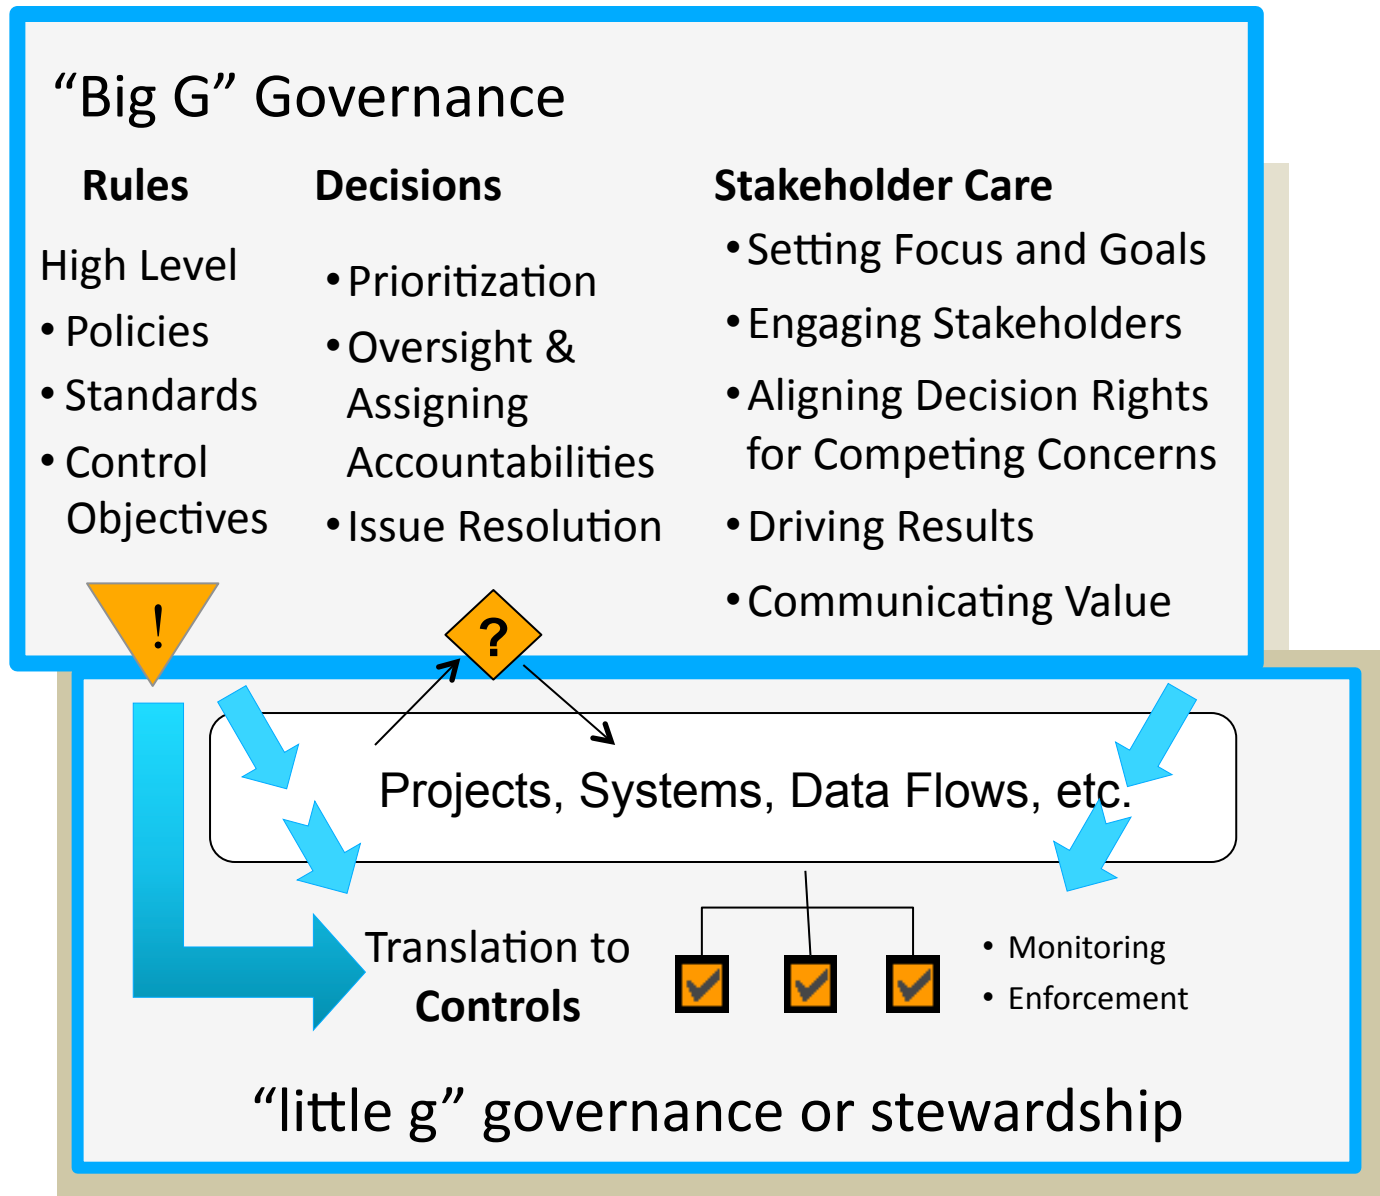 “Big G” Governance
Rules
High Level
• Policies
• Standards
• Control
Objectives
!
Decisions
• Prioritization
• Oversight &
Assigning
Accountabilities
• Issue Resolution
?
Stakeholder Care
• Setting Focus and Goals
• Engaging Stakeholders
• Aligning Decision Rights
for Competing Concerns
• Driving Results
• Communicating Value
Projects, Systems, Data Flows, etc.
Translation to
Controls
• Monitoring
• Enforcement
“little g” governance or stewardship